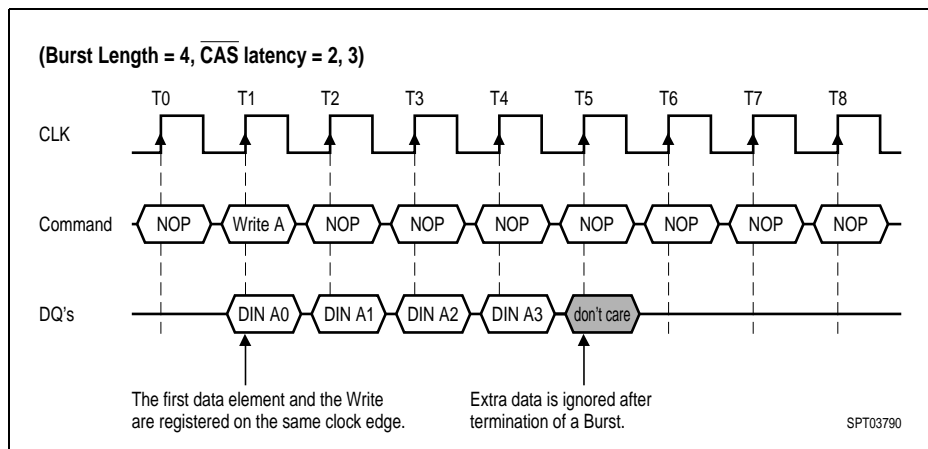 (Burst Length = 4, CAS latency = 2, 3)
T0 T1 T2 T3 T4 T5 T6 T7 T8
CLK
Command NOP Write A NOP NOP NOP NOP NOP NOP NOP
DQ's DIN A0 DIN A1 DIN A2 DIN A3 don't care
The first data element and the Write
are registered on the same clock edge.
Extra data is ignored after
termination of a Burst.
SPT03790